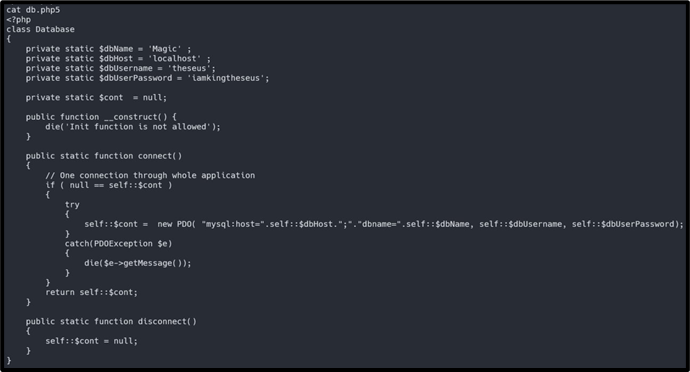 cat db.php5
<?php
class Database
{
    private static $dbName = 'Magic' ;
    private static $dbHost = 'localhost' ;
    private static $dbUsername = 'theseus';
    private static $dbUserPassword = 'iamkingtheseus';

    private static $cont  = null;

    public function __construct() {
        die('Init function is not allowed');
    }

    public static function connect()
    {
        // One connection through whole application
        if ( null == self::$cont )
        {
            try
            {
                self::$cont =  new PDO( "mysql:host=".self::$dbHost.";"."dbname=".self::$dbName, self::$dbUsername, self::$dbUserPassword);
            }
            catch(PDOException $e)
            {
                die($e->getMessage());
            }
        }
        return self::$cont;
    }

    public static function disconnect()
    {
        self::$cont = null;
    }
}